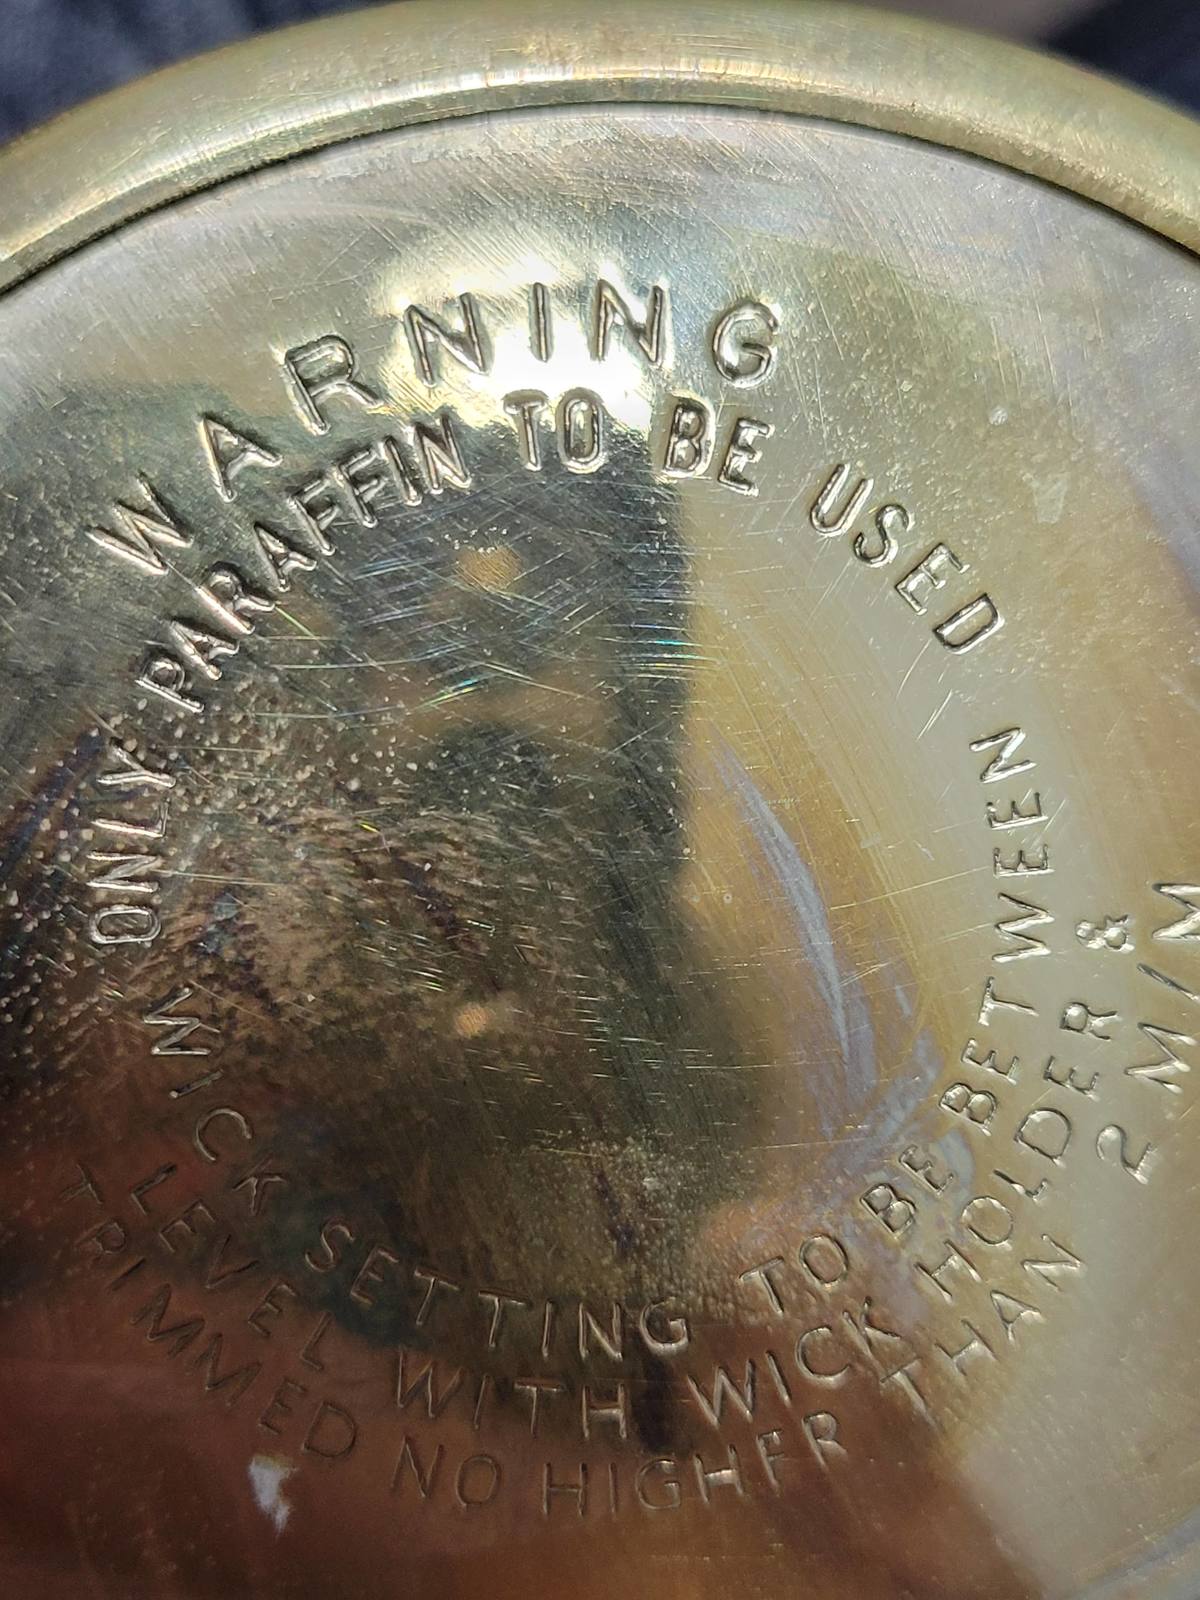 WARNING
ONLY PARAFFIN TO BE USED
WICK SETTING TO BE BETWEEN
LEVEL WITH WICK HOLDER &
TRIMMED NO HIGHER THAN 2 M/M